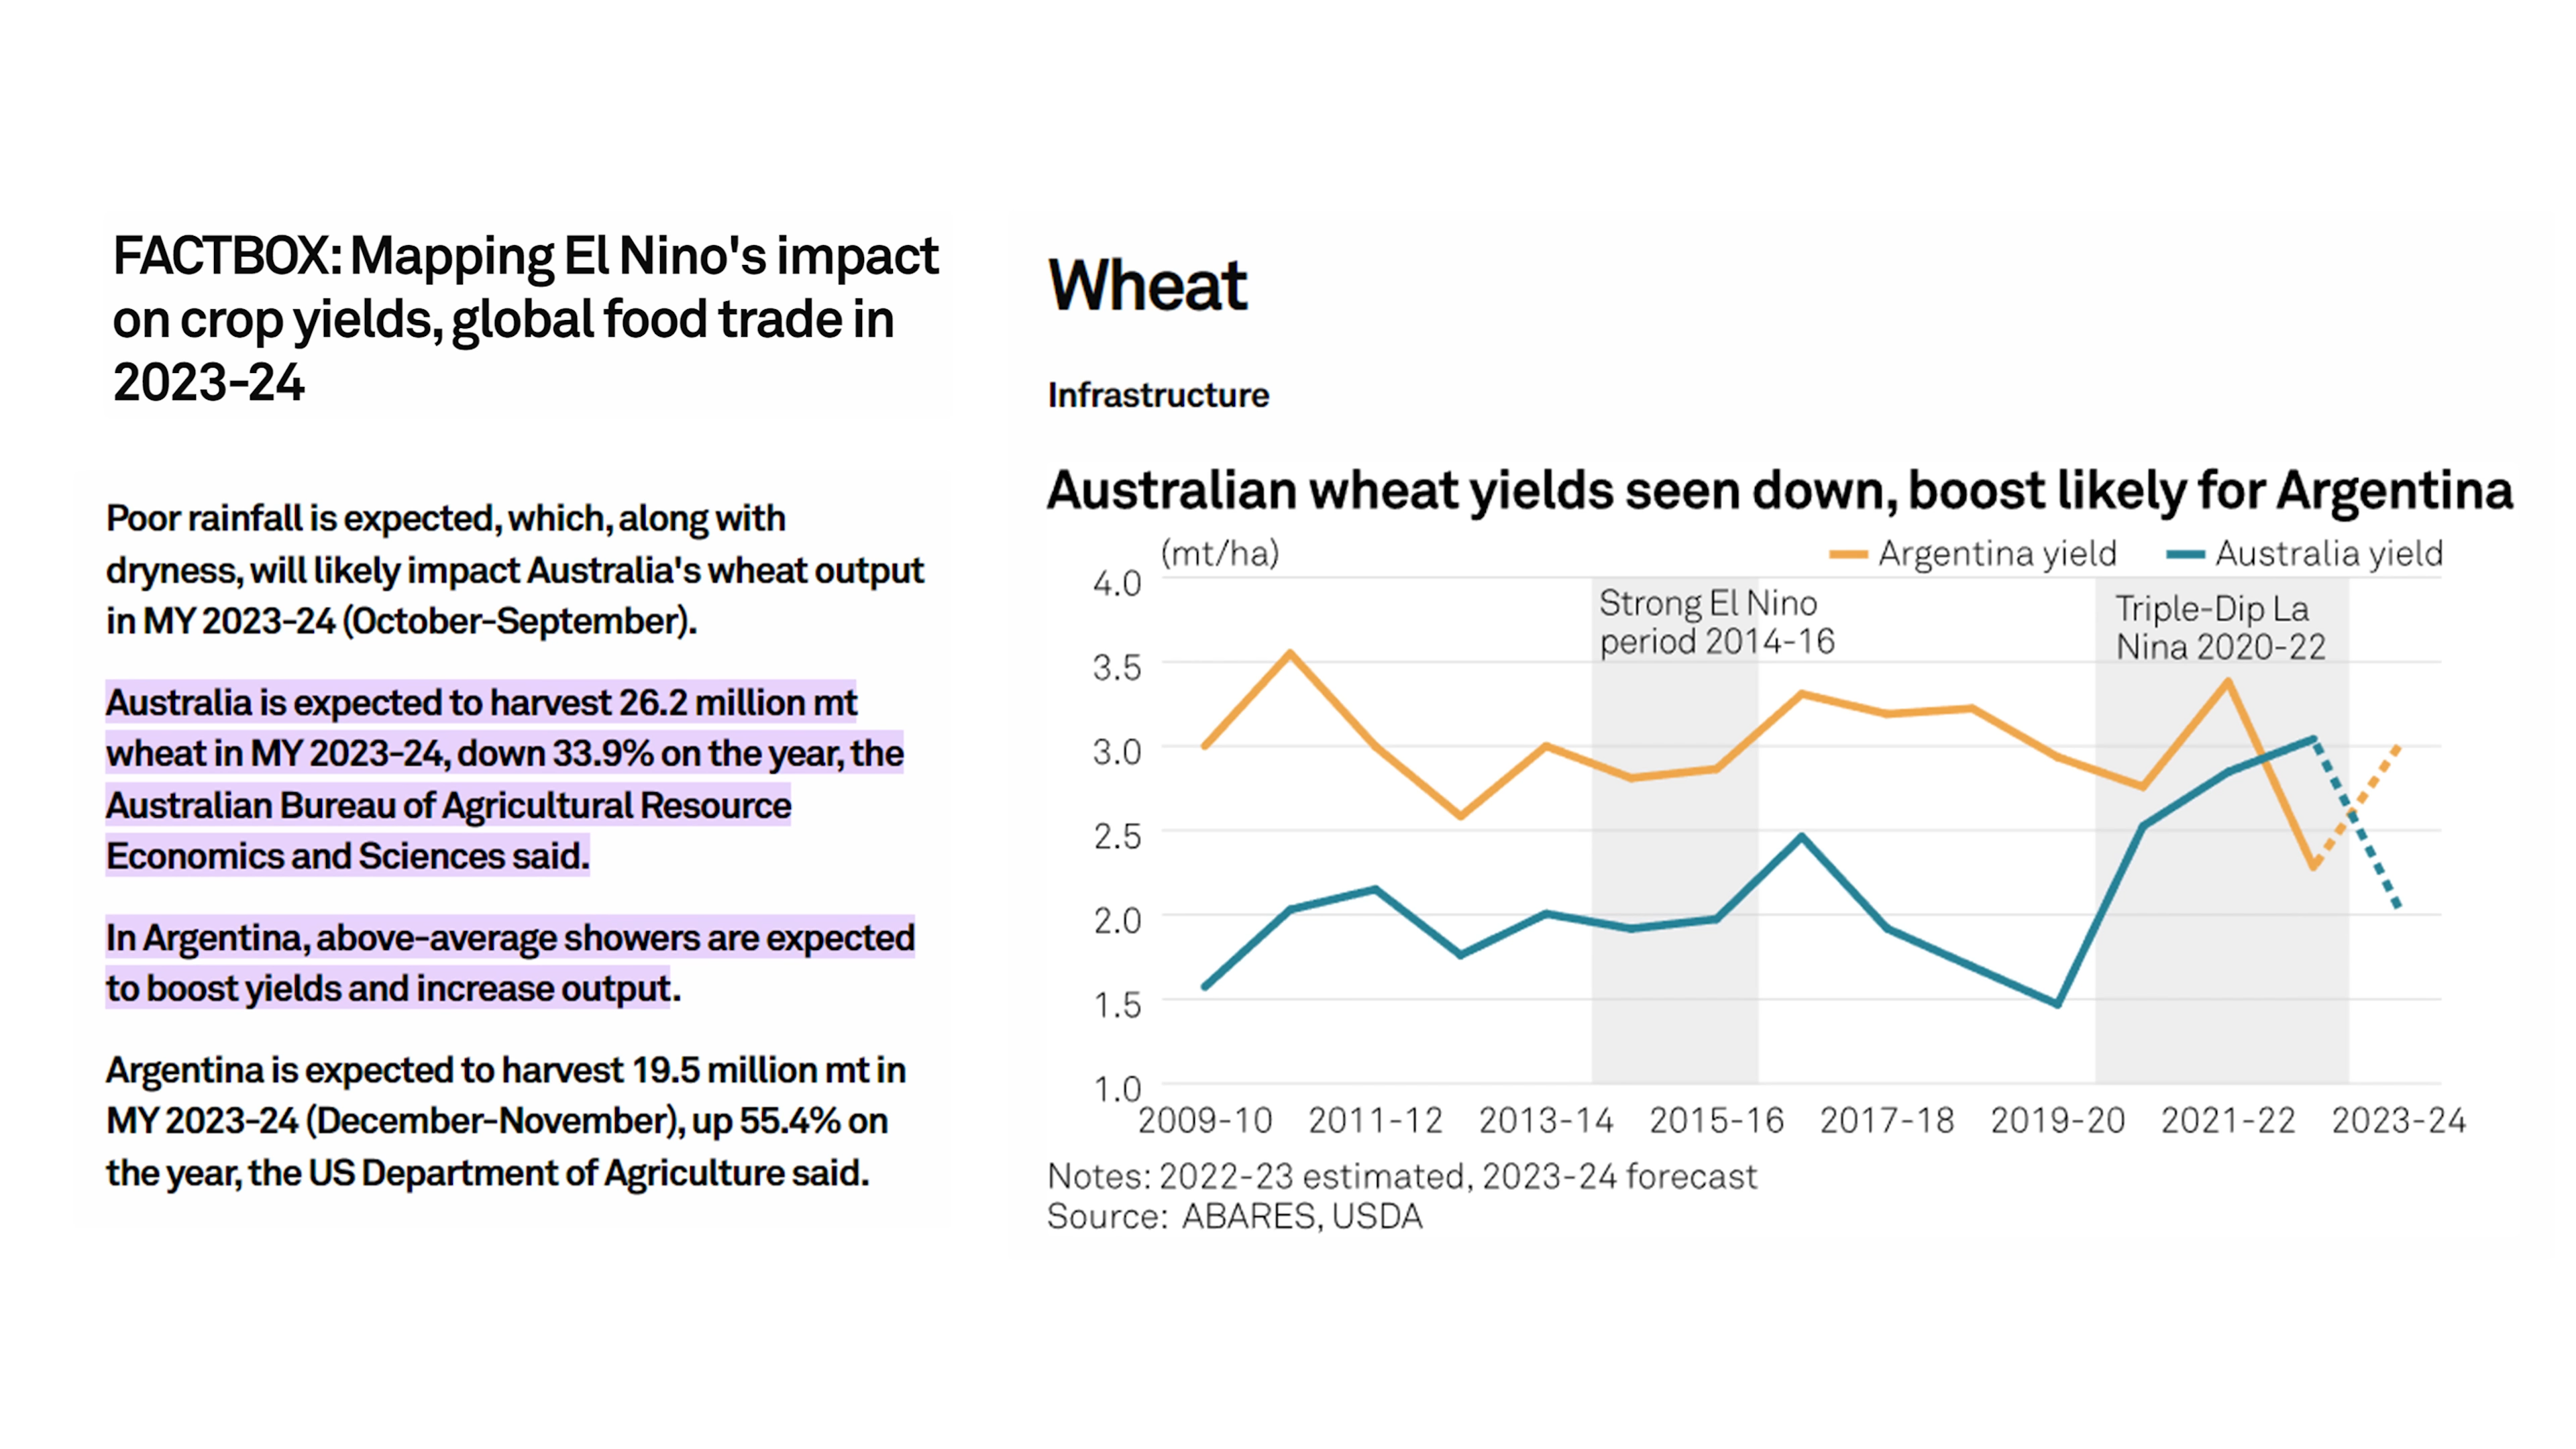 FACTBOX: Mapping El Nino's impact
on crop yields, global food trade in
2023-24
Poor rainfall is expected, which, along with
dryness, will likely impact Australia's wheat output
in MY 2023-24 (October-September).
Australia is expected to harvest 26.2 million mt
wheat in MY 2023-24, down 33.9% on the year, the
Australian Bureau of Agricultural Resource
Economics and Sciences said.
In Argentina, above-average showers are expected
to boost yields and increase output.
Argentina is expected to harvest 19.5 million mt in
MY 2023-24 (December-November), up 55.4% on
the year, the US Department of Agriculture said.
Wheat
Infrastructure
Australian wheat yields seen down, boost likely for Argentina
(mt/ha)
Argentina yield
Australia yield
4.0
3.5
3.0
2.5
2.0
1.5
1.0
Strong El Nino
period 2014-16
Triple-Dip La
Nina 2020-22
2009-10
2011-12
2013-14
2015-16
2017-18
2019-20
2021-22
2023-24
Notes: 2022-23 estimated, 2023-24 forecast
Source: ABARES, USDA